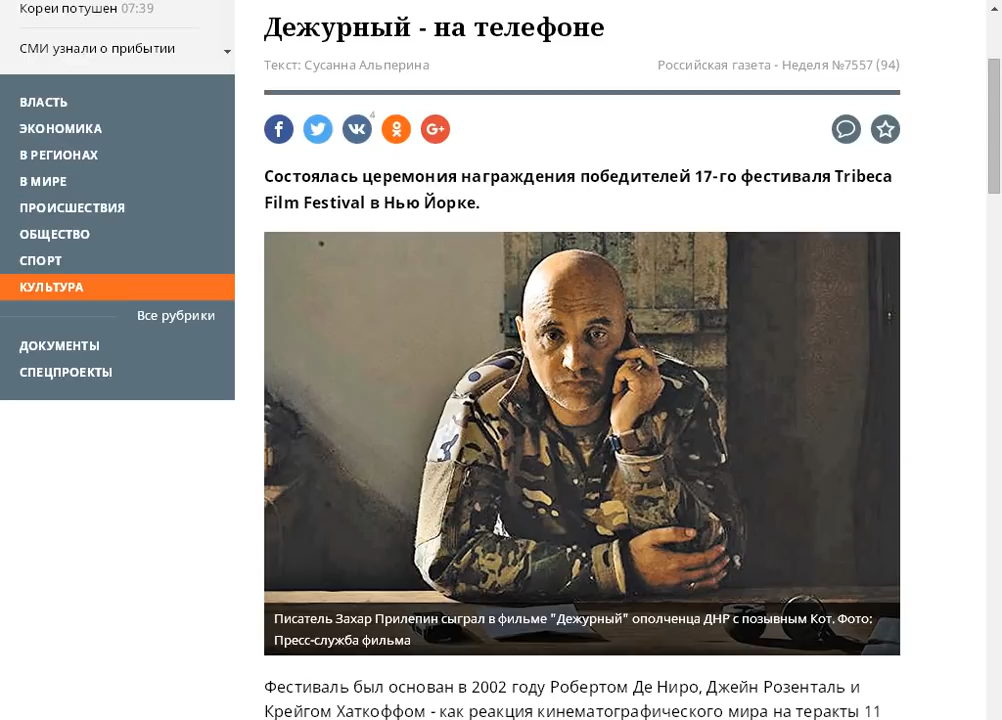 Кореи потушен 07:39
СМИ узнали о прибытии
ВЛАСТЬ
ЭКОНОМИКА
В РЕГИОНАХ
В МИРЕ
ПРОИСШЕСТВИЯ
ОБЩЕСТВО
СПОРТ
КУЛЬТУРА
Все рубрики
ДОКУМЕНТЫ
СПЕЦПРОЕКТЫ
Дежурный - на телефоне
Текст: Сусанна Альперина
Российская газета - Неделя №7557 (94)
4
Состоялась церемония награждения победителей 17-го фестиваля Tribeca
Film Festival в Нью Йорке.
Писатель Захар Прилепин сыграл в фильме "Дежурный" ополченца ДНР с позывным Кот. Фото:
Пресс-служба фильма
Фестиваль был основан в 2002 году Робертом Де Ниро, Джейн Розенталь и
Крейгом Хаткоффом - как реакция кинематографического мира на теракты 11